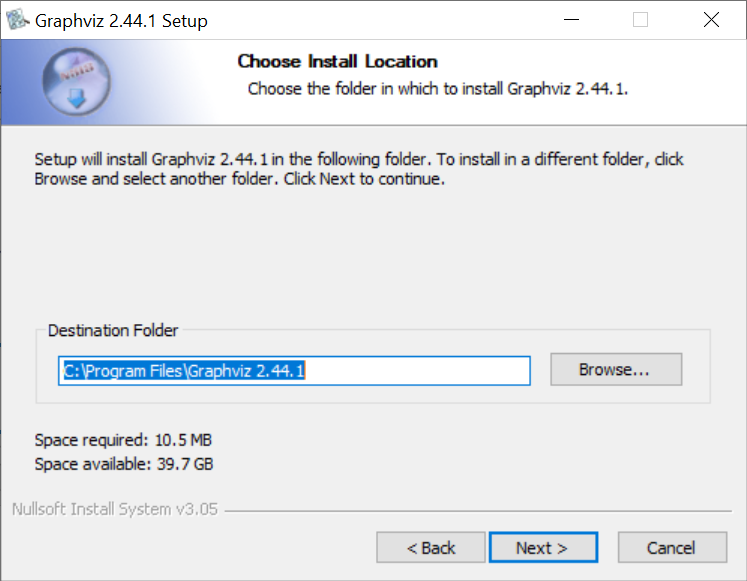 Graphviz 2.44.1 Setup
Choose Install Location
Choose the folder in which to install Graphviz 2.44.1.
Setup will install Graphviz 2.44.1 in the following folder. To install in a different folder, click
Browse and select another folder. Click Next to continue.
Destination Folder
C:\Program Files\Graphviz 2.44.1
Browse...
Space required: 10.5 MB
Space available: 39.7 GB
Nullsoft Install System v3.05
< Back
Next >
Cancel